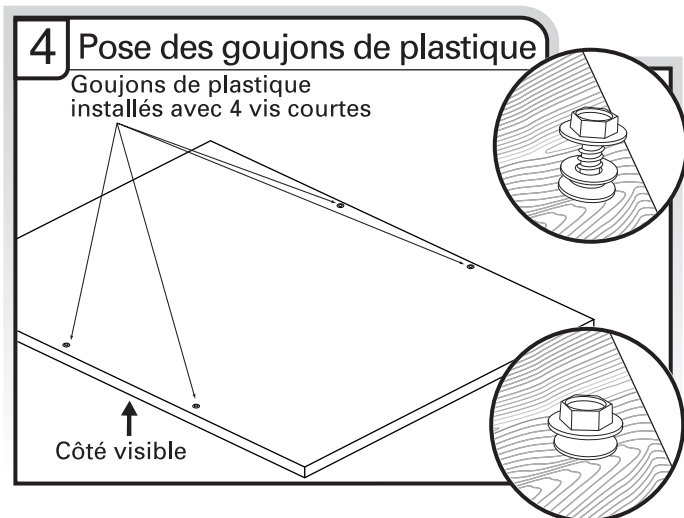 4 Pose des goujons de plastique
Goujons de plastique
installés avec 4 vis courtes
Côté visible